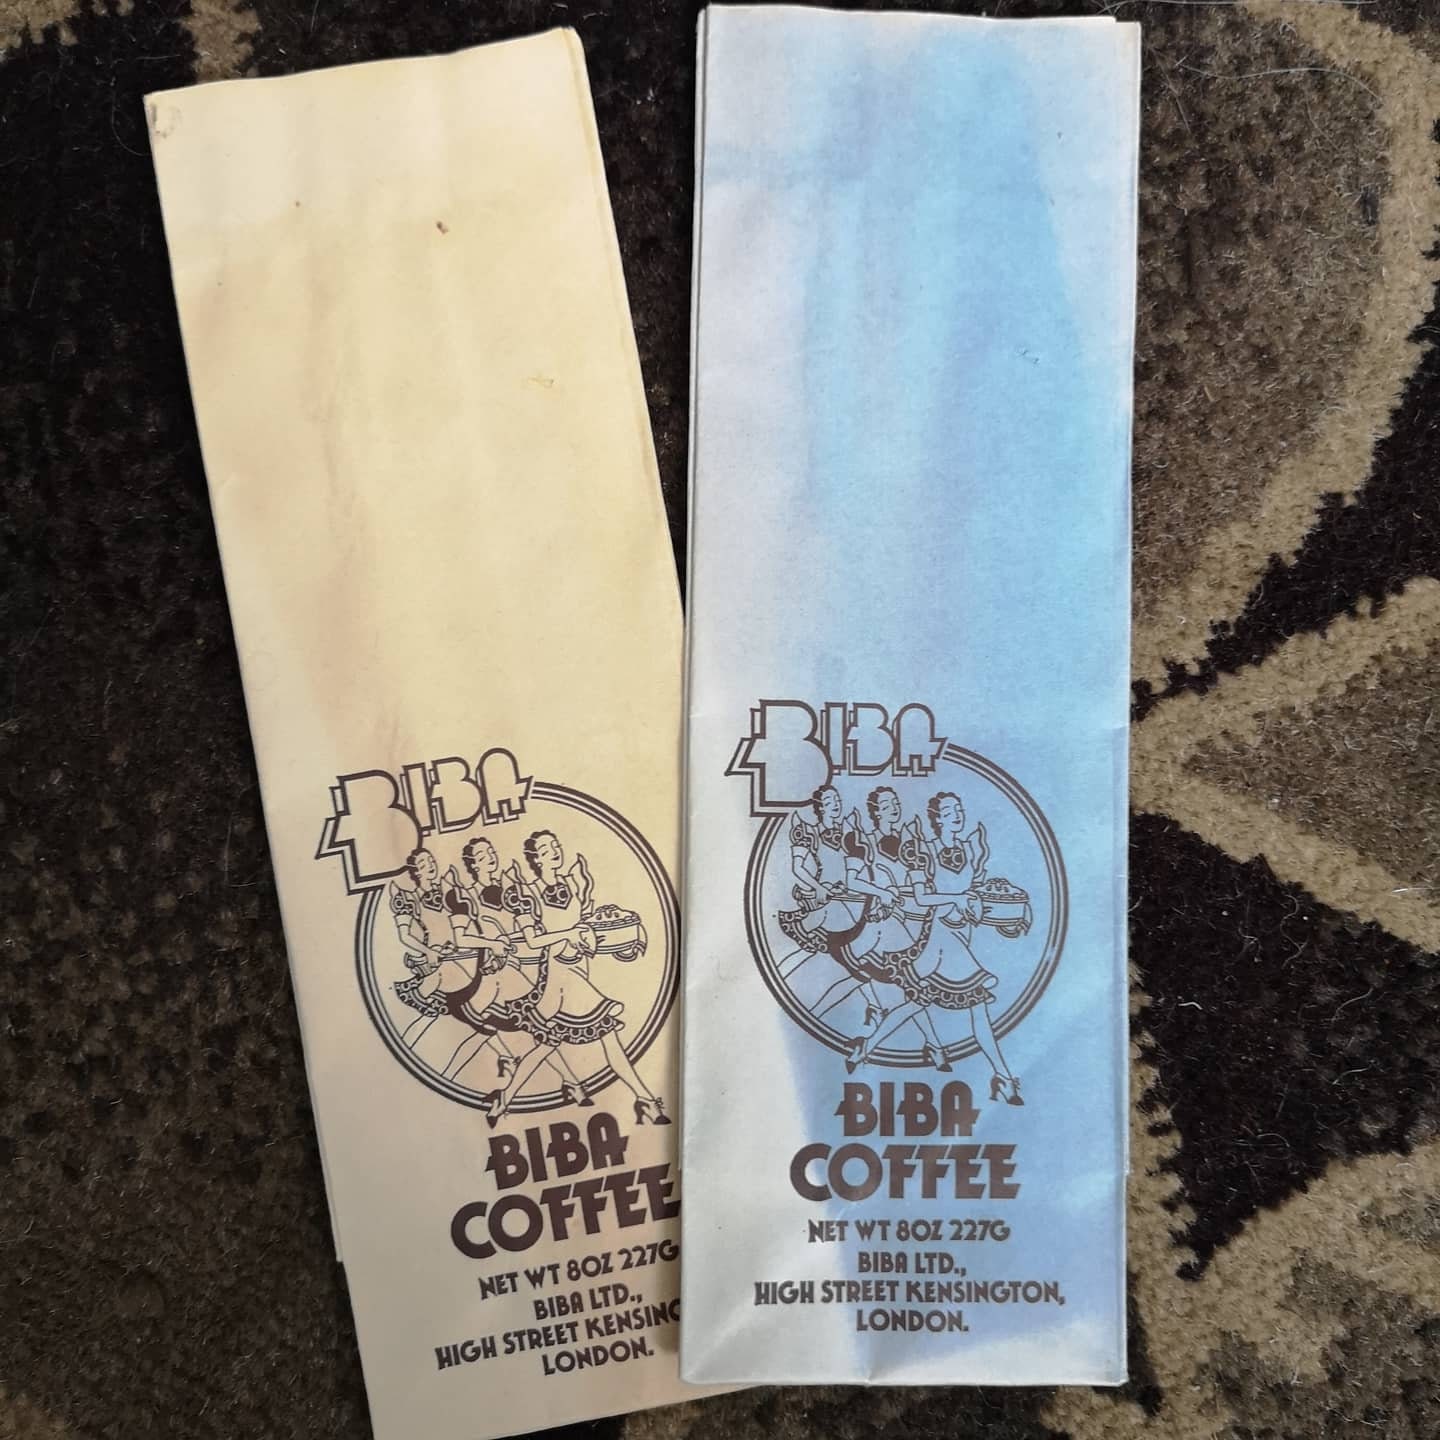 BIBA
BIBA
COFFEE
NET WT 8OZ 227G
BIBA LTD.,
HIGH STREET KENSING
LONDON.
BIBA
BIBA
COFFEE
NET WT 8OZ 227G
BIBA LTD.,
HIGH STREET KENSINGTON,
LONDON.